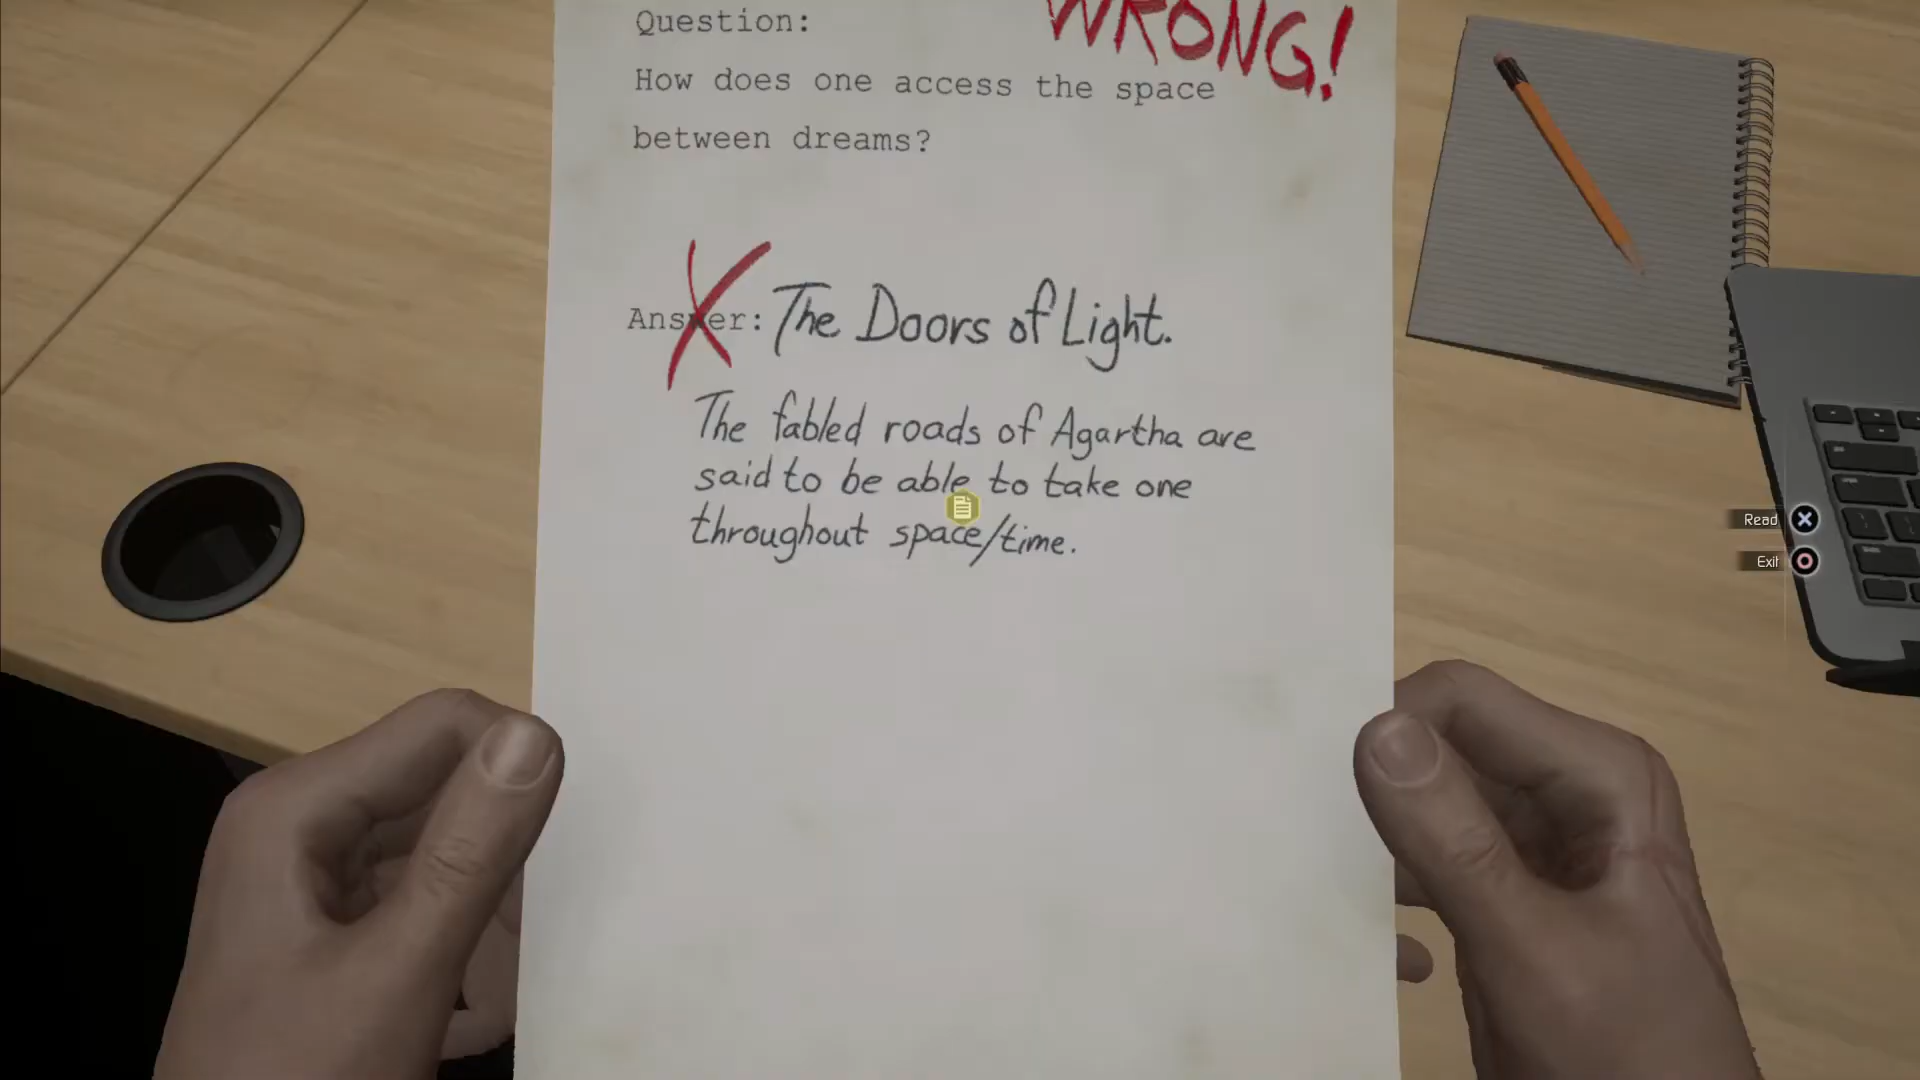 WRONG!
Question:
How does one access the space
between dreams?
Answer: The Doors of Light.
The fabled roads of Agartha are
said to be able to take one
throughout space/time.
Read
Exit